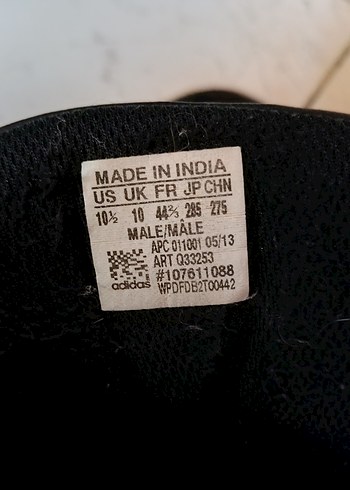 MADE IN INDIA
US UK FR JP CHN
10½ 10 44⅔ 285 275
MALE/MÂLE
APC 011001 05/13
ART Q33253
#107611088
adidas WPDFDB2T00442